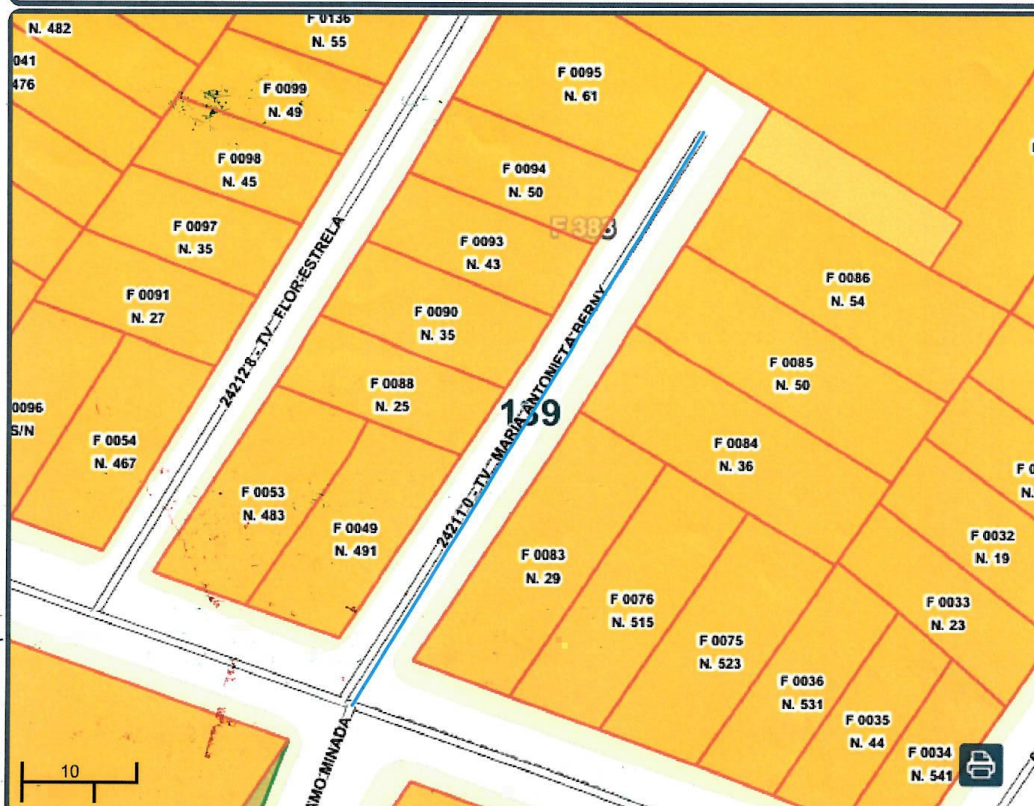 N. 482
F 0136
N. 55
041
476
F 0099
N. 49
F 0095
N. 61
F 0098
N. 45
F 0094
N. 50
F 0097
N. 35
F 383
F 0093
N. 43
F 0091
N. 27
F 0090
N. 35
F 0086
N. 54
24212 8 - TV. FLOR ESTRELA
24211 0 - TV. MARIA ANTONIETA BERNY
F 0088
N. 25
F 0085
N. 50
0096
S/N
F 0054
N. 467
F 0084
N. 36
F 0053
N. 483
F 0049
N. 491
F 0083
N. 29
F 0032
N. 19
F 0076
N. 515
F 0033
N. 23
F 0075
N. 523
F 0036
N. 531
F 0035
N. 44
F 0034
N. 541
MINADA
10